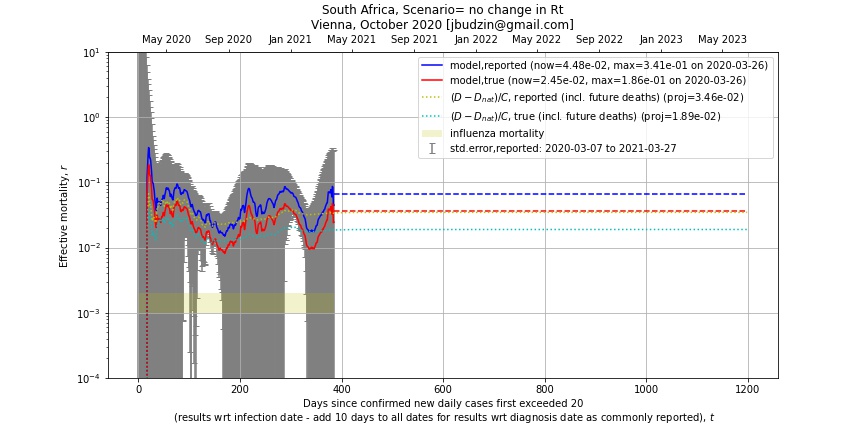 South Africa, Scenario= no change in Rt
Vienna, October 2020 [jbudzin@gmail.com]
May 2020 Sep 2020 Jan 2021 May 2021 Sep 2021 Jan 2022 May 2022 Sep 2022 Jan 2023 May 2023
10¹
10⁰
10⁻¹
10⁻²
10⁻³
10⁻⁴
Effective mortality, r
model,reported (now=4.48e-02, max=3.41e-01 on 2020-03-26)
model,true (now=2.45e-02, max=1.86e-01 on 2020-03-26)
(D − Dₙₐₜ)/C, reported (incl. future deaths) (proj=3.46e-02)
(D − Dₙₐₜ)/C, true (incl. future deaths) (proj=1.89e-02)
influenza mortality
std.error,reported: 2020-03-07 to 2021-03-27
0 200 400 600 800 1000 1200
Days since confirmed new daily cases first exceeded 20
(results wrt infection date - add 10 days to all dates for results wrt diagnosis date as commonly reported), t